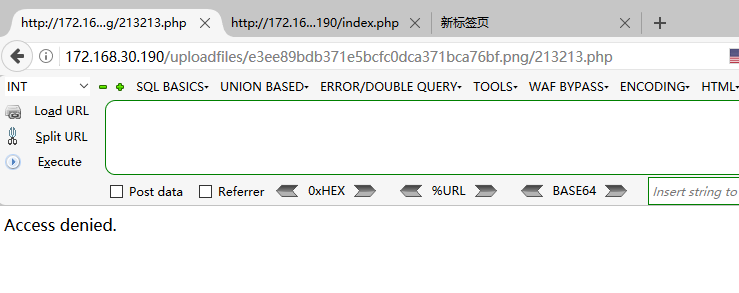 http://172.16...g/213213.php http://172.16...190/index.php 新标签页
172.168.30.190/uploadfiles/e3ee89bdb371e5bcfc0dca371bca76bf.png/213213.php
INT SQL BASICS UNION BASED ERROR/DOUBLE QUERY TOOLS WAF BYPASS ENCODING HTML
Load URL
Split URL
Execute
Post data Referrer 0xHEX %URL BASE64 Insert string to
Access denied.